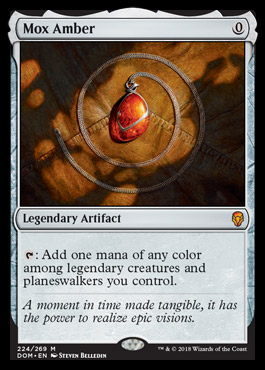 Mox Amber 0
Legendary Artifact
: Add one mana of any color
among legendary creatures and
planeswalkers you control.
A moment in time made tangible, it has
the power to realize epic visions.
224/269 M
DOM • EN Steven Belledin
™ & © 2018 Wizards of the Coast